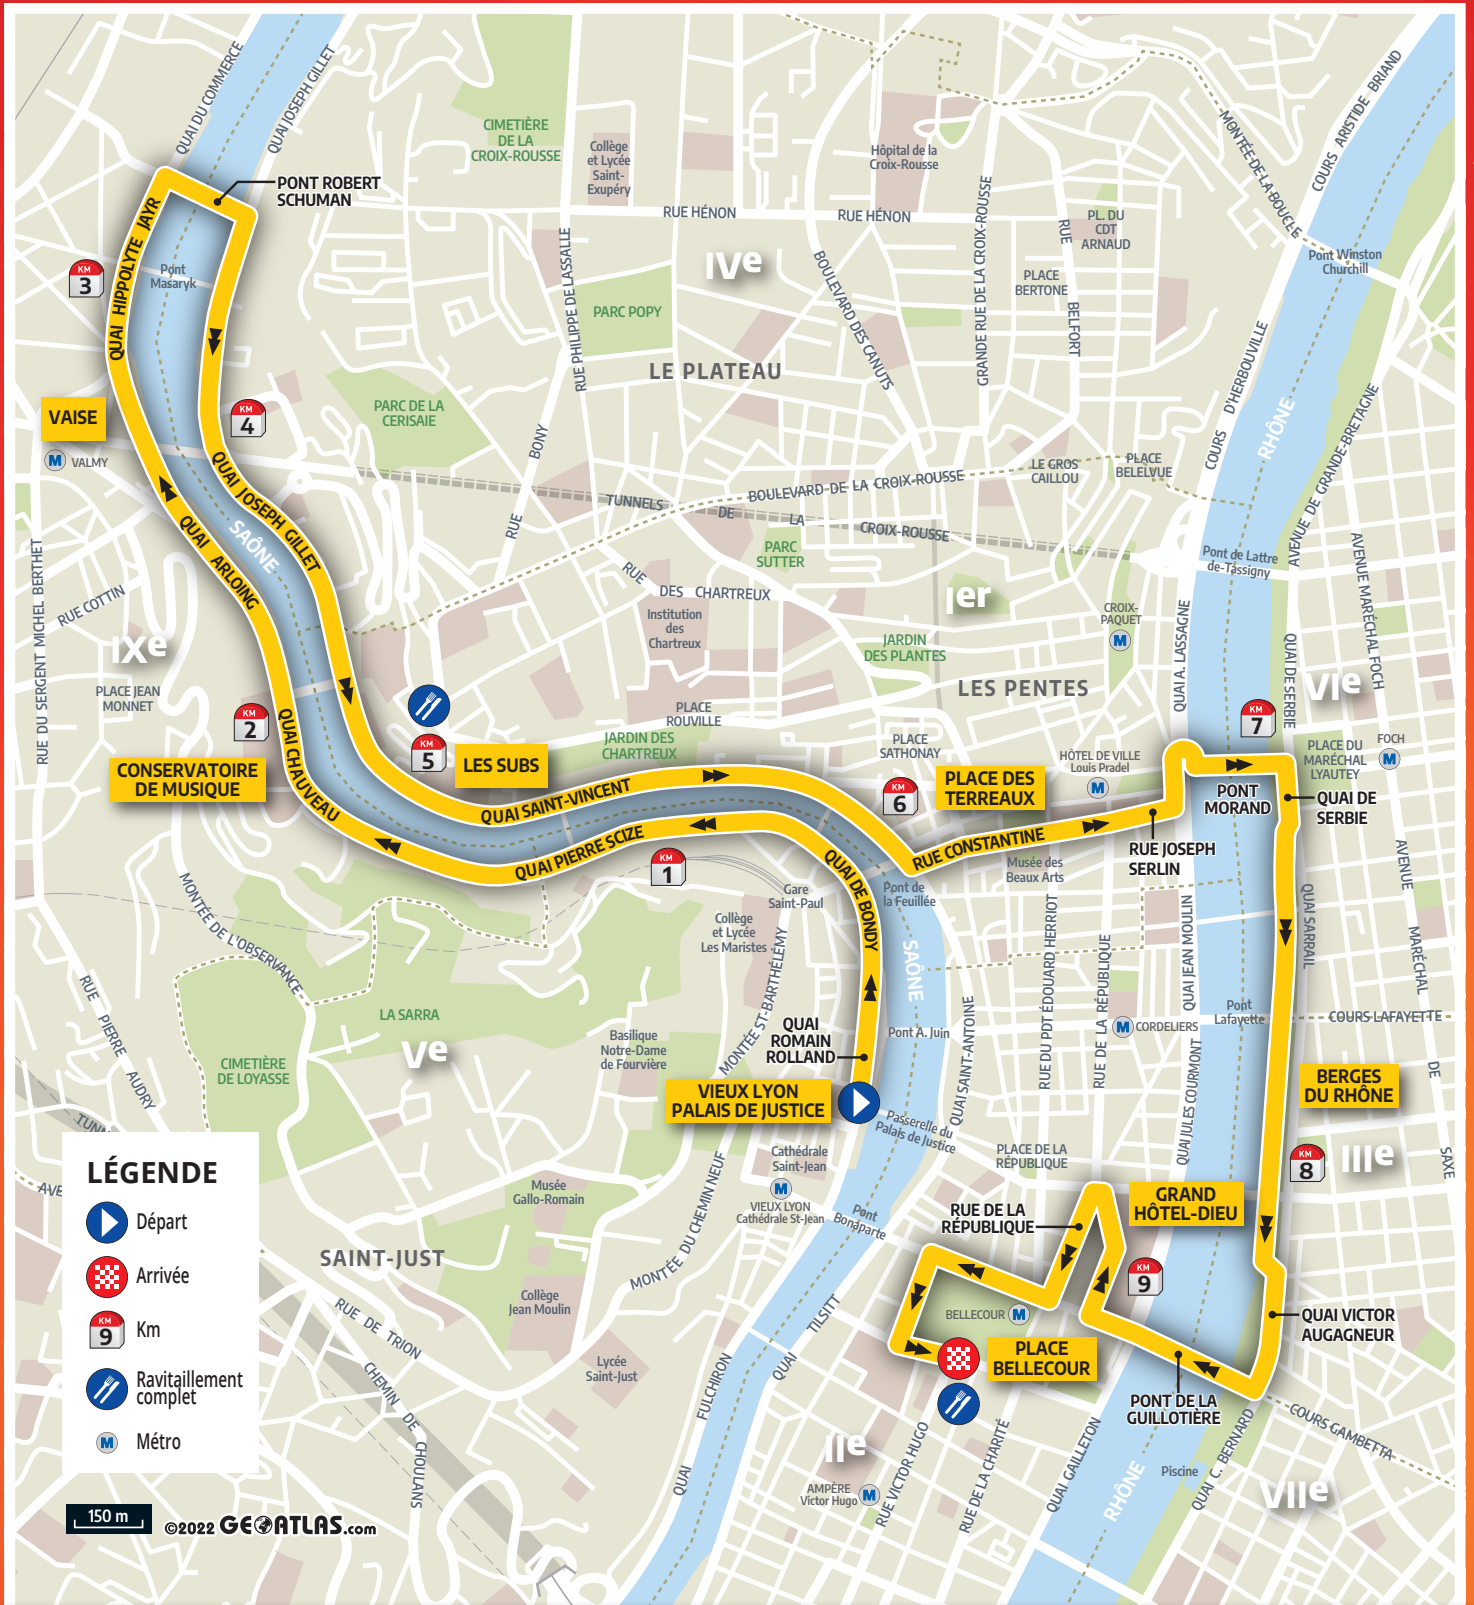 QUAI DU COMMERCE
QUAI JOSEPH GILLET
CIMETIÈRE
DE LA
CROIX-ROUSSE
Collège
et Lycée
Saint-
Exupéry
Hôpital de la
Croix-Rousse
MONTÉE-DE-LA-BOUCLE
COURS ARISTIDE BRIAND
PONT ROBERT
SCHUMAN
RUE HÉNON
RUE HÉNON
GRANDE RUE DE LA CROIX-ROUSSE
PL. DU
CDT
ARNAUD
RUE
BELFORT
Pont Winston
Churchill
QUAI HIPPOLYTE JAYR
KM
3
Pont
Masaryk
RUE PHILIPPE DE LASSALLE
IVe
BOULEVARD DES CANUTS
PLACE
BERTONE
PARC POPY
LE PLATEAU
COURS D'HERBOUVILLE
RHÔNE
AVENUE DE GRANDE-BRETAGNE
VAISE
M VALMY
KM
4
PARC DE LA
CERISAIE
RUE BONY
LE GROS
CAILLOU
PLACE
BELELVUE
BOULEVARD DE LA CROIX-ROUSSE
TUNNELS DE LA CROIX-ROUSSE
QUAI JOSEPH GILLET
SAÔNE
QUAI ARLOING
RUE DU SERGENT MICHEL BERTHET
RUE COTTIN
PARC
SUTTER
RUE DES CHARTREUX
Institution
des
Chartreux
Ier
Pont de Lattre
de-Tassigny
AVENUE MARÉCHAL FOCH
CROIX-
PAQUET
M
QUAI A. LASSAGNE
QUAI DE SERBIE
IXe
PLACE JEAN
MONNET
JARDIN
DES PLANTES
LES PENTES
VIe
KM
2
CONSERVATOIRE
DE MUSIQUE
QUAI CHAUVEAU
KM
5
LES SUBS
PLACE
ROUVILLE
JARDIN DES
CHARTREUX
PLACE
SATHONAY
HÔTEL DE VILLE
Louis Pradel
M
KM
7
PLACE DU
MARÉCHAL
LYAUTEY
FOCH
M
KM
6
PLACE DES
TERREAUX
PONT
MORAND
QUAI DE
SERBIE
QUAI SAINT-VINCENT
QUAI PIERRE SCIZE
RUE CONSTANTINE
RUE JOSEPH
SERLIN
KM
1
QUAI DE BONDY
Gare
Saint-Paul
Pont de
la Feuillée
Musée des
Beaux Arts
Collège
et Lycée
Les Maristes
MONTÉE DE L'OBSERVANCE
MONTÉE ST-BARTHÉLEMY
SAÔNE
RUE DU PDT ÉDOUARD HERRIOT
RUE DE LA RÉPUBLIQUE
QUAI JEAN MOULIN
QUAI SARRAIL
AVENUE MARÉCHAL DE SAXE
RUE PIERRE AUDRY
LA SARRA
Ve
CIMETIÈRE
DE LOYASSE
Basilique
Notre-Dame
de Fourvière
QUAI
ROMAIN
ROLLAND
Pont A. Juin
QUAI SAINT-ANTOINE
M CORDELIERS
Pont
Lafayette
COURS LAFAYETTE
VIEUX LYON
PALAIS DE JUSTICE
Passerelle du
Palais de Justice
QUAI JULES COURMONT
BERGES
DU RHÔNE
PLACE DE LA
RÉPUBLIQUE
KM
8
IIIe
Cathédrale
Saint-Jean
M
VIEUX LYON
Cathédrale St-Jean
Musée
Gallo-Romain
MONTÉE DU CHEMIN NEUF
Pont
Bonaparte
RUE DE LA
RÉPUBLIQUE
GRAND
HÔTEL-DIEU
SAINT-JUST
KM
9
Collège
Jean Moulin
BELLECOUR M
QUAI TILSITT
QUAI VICTOR
AUGAGNEUR
PLACE
BELLECOUR
RUE DE TRION
CHEMIN DE CHOULANS
Lycée
Saint-Just
QUAI FULCHIRON
PONT DE LA
GUILLOTIÈRE
COURS GAMBETTA
IIe
AMPÈRE
Victor Hugo M
RUE VICTOR HUGO
RUE DE LA CHARITÉ
QUAI GAILLETON
RHÔNE
Piscine
QUAI C. BERNARD
VIIe
LÉGENDE
Départ
Arrivée
KM
9
Km
Ravitaillement
complet
M
Métro
150 m
©2022 GEOATLAS.com